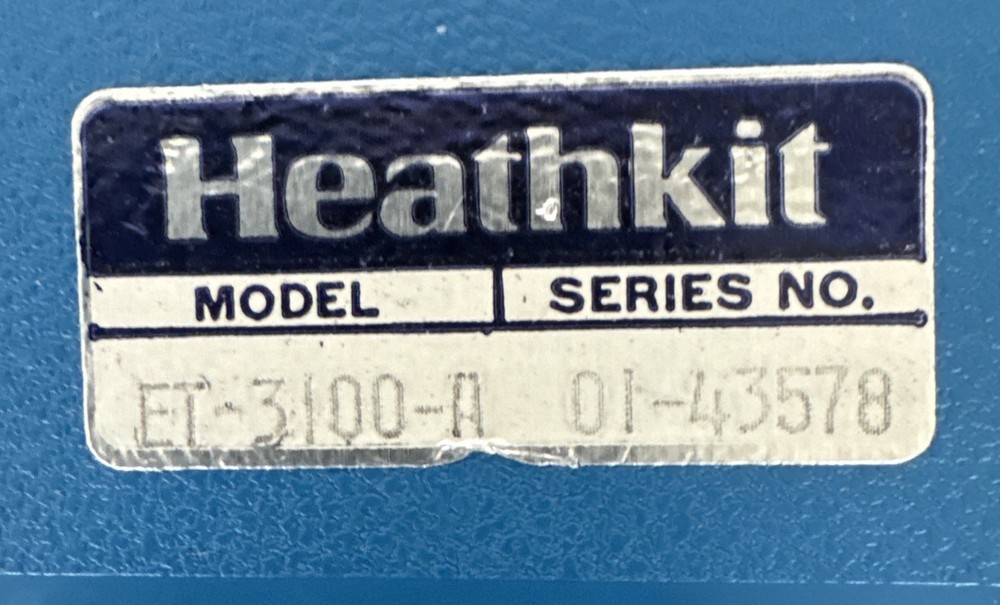 Heathkit
MODEL SERIES NO.
ET-3100-A 01-43578